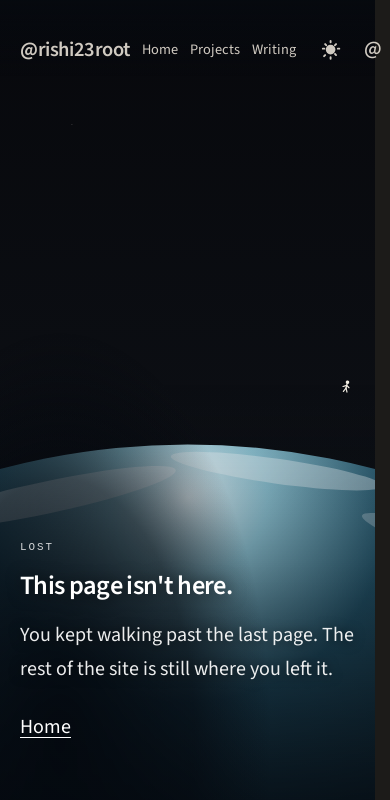 @rishi23root Home Projects Writing @
LOST
This page isn't here.
You kept walking past the last page. The
rest of the site is still where you left it.
Home